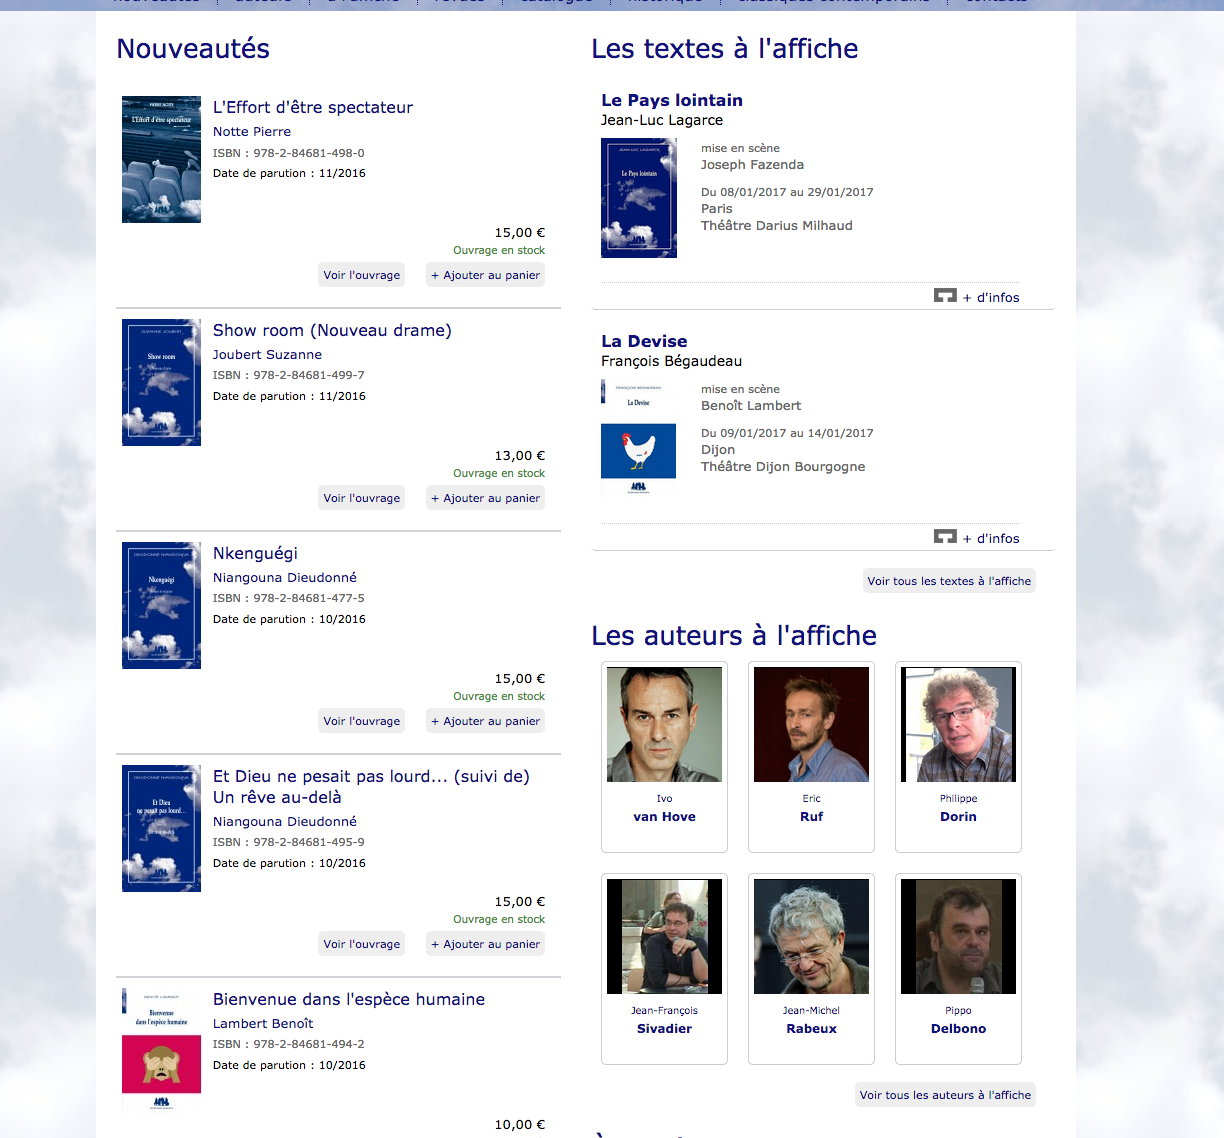 nouveautés auteurs à l'affiche revues catalogue historique classiques contemporains contacts
Nouveautés
L'Effort d'être spectateur
Notte Pierre
ISBN : 978-2-84681-498-0
Date de parution : 11/2016
15,00 €
Ouvrage en stock
Voir l'ouvrage
+ Ajouter au panier
Show room (Nouveau drame)
Joubert Suzanne
ISBN : 978-2-84681-499-7
Date de parution : 11/2016
13,00 €
Ouvrage en stock
Voir l'ouvrage
+ Ajouter au panier
Nkenguégi
Niangouna Dieudonné
ISBN : 978-2-84681-477-5
Date de parution : 10/2016
15,00 €
Ouvrage en stock
Voir l'ouvrage
+ Ajouter au panier
Et Dieu ne pesait pas lourd... (suivi de)
Un rêve au-delà
Niangouna Dieudonné
ISBN : 978-2-84681-495-9
Date de parution : 10/2016
15,00 €
Ouvrage en stock
Voir l'ouvrage
+ Ajouter au panier
Bienvenue dans l'espèce humaine
Lambert Benoît
ISBN : 978-2-84681-494-2
Date de parution : 10/2016
10,00 €
Les textes à l'affiche
Le Pays lointain
Jean-Luc Lagarce
mise en scène
Joseph Fazenda
Du 08/01/2017 au 29/01/2017
Paris
Théâtre Darius Milhaud
+ d'infos
La Devise
François Bégaudeau
mise en scène
Benoît Lambert
Du 09/01/2017 au 14/01/2017
Dijon
Théâtre Dijon Bourgogne
+ d'infos
Voir tous les textes à l'affiche
Les auteurs à l'affiche
Ivo
van Hove
Eric
Ruf
Philippe
Dorin
Jean-François
Sivadier
Jean-Michel
Rabeux
Pippo
Delbono
Voir tous les auteurs à l'affiche